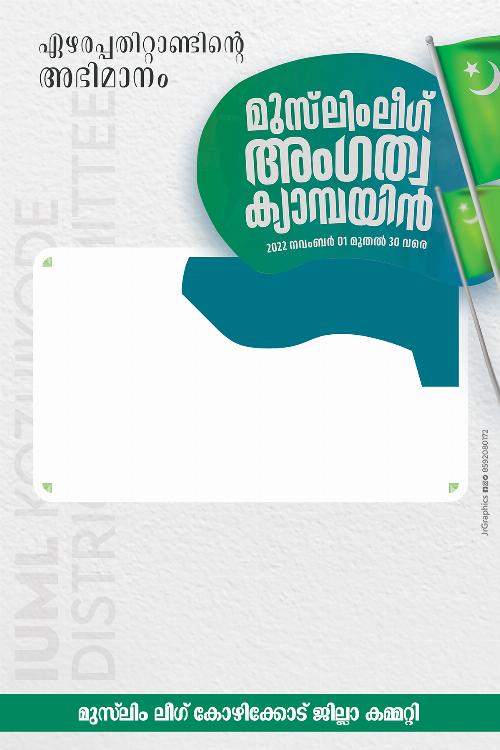 ഏഴരപ്പതിറ്റാണ്ടിന്റെ
അഭിമാനം
മുസ്‌ലിംലീഗ്
അംഗത്വ
ക്യാമ്പയിൻ
2022 നവംബർ 01 മുതൽ 30 വരെ
IUML KOZHIKODE
DISTRICT COMMITTEE
JrGraphics 8592080172
മുസ്‌ലിം ലീഗ് കോഴിക്കോട് ജില്ലാ കമ്മറ്റി